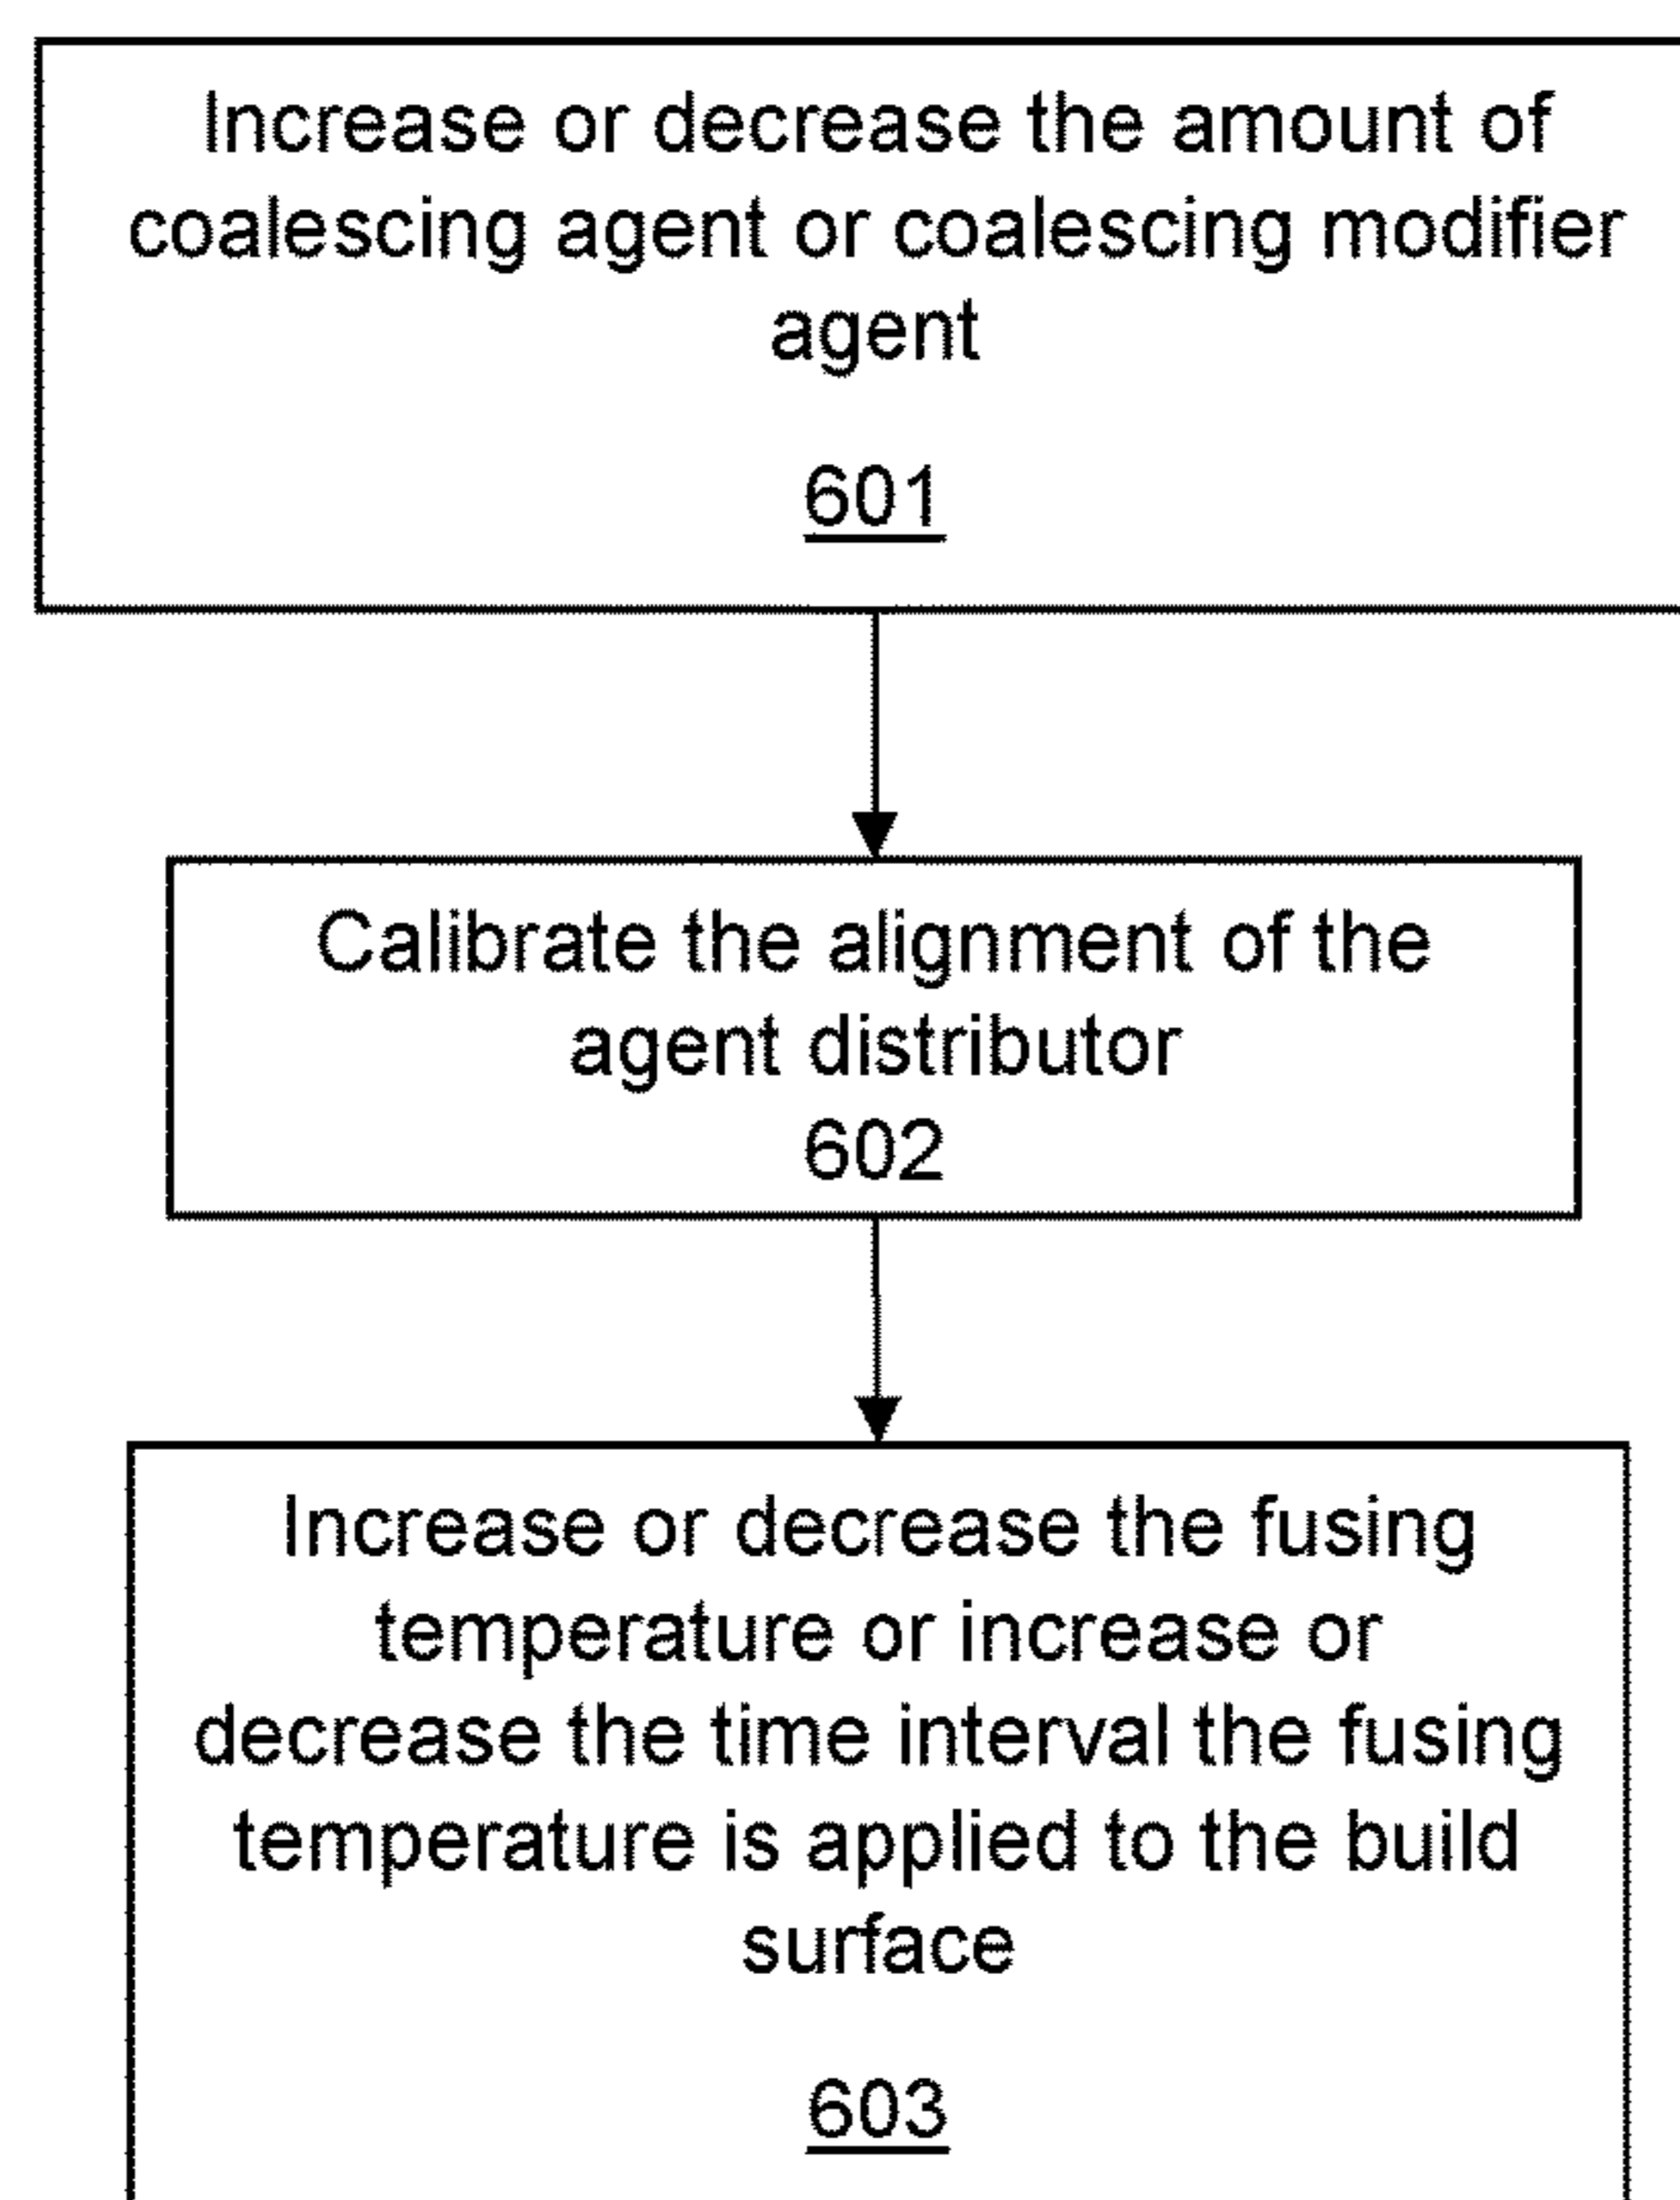 Increase or decrease the amount of
coalescing agent or coalescing modifier
agent
601
Calibrate the alignment of the
agent distributor
602
Increase or decrease the fusing
temperature or increase or
decrease the time interval the fusing
temperature is applied to the build
surface
603